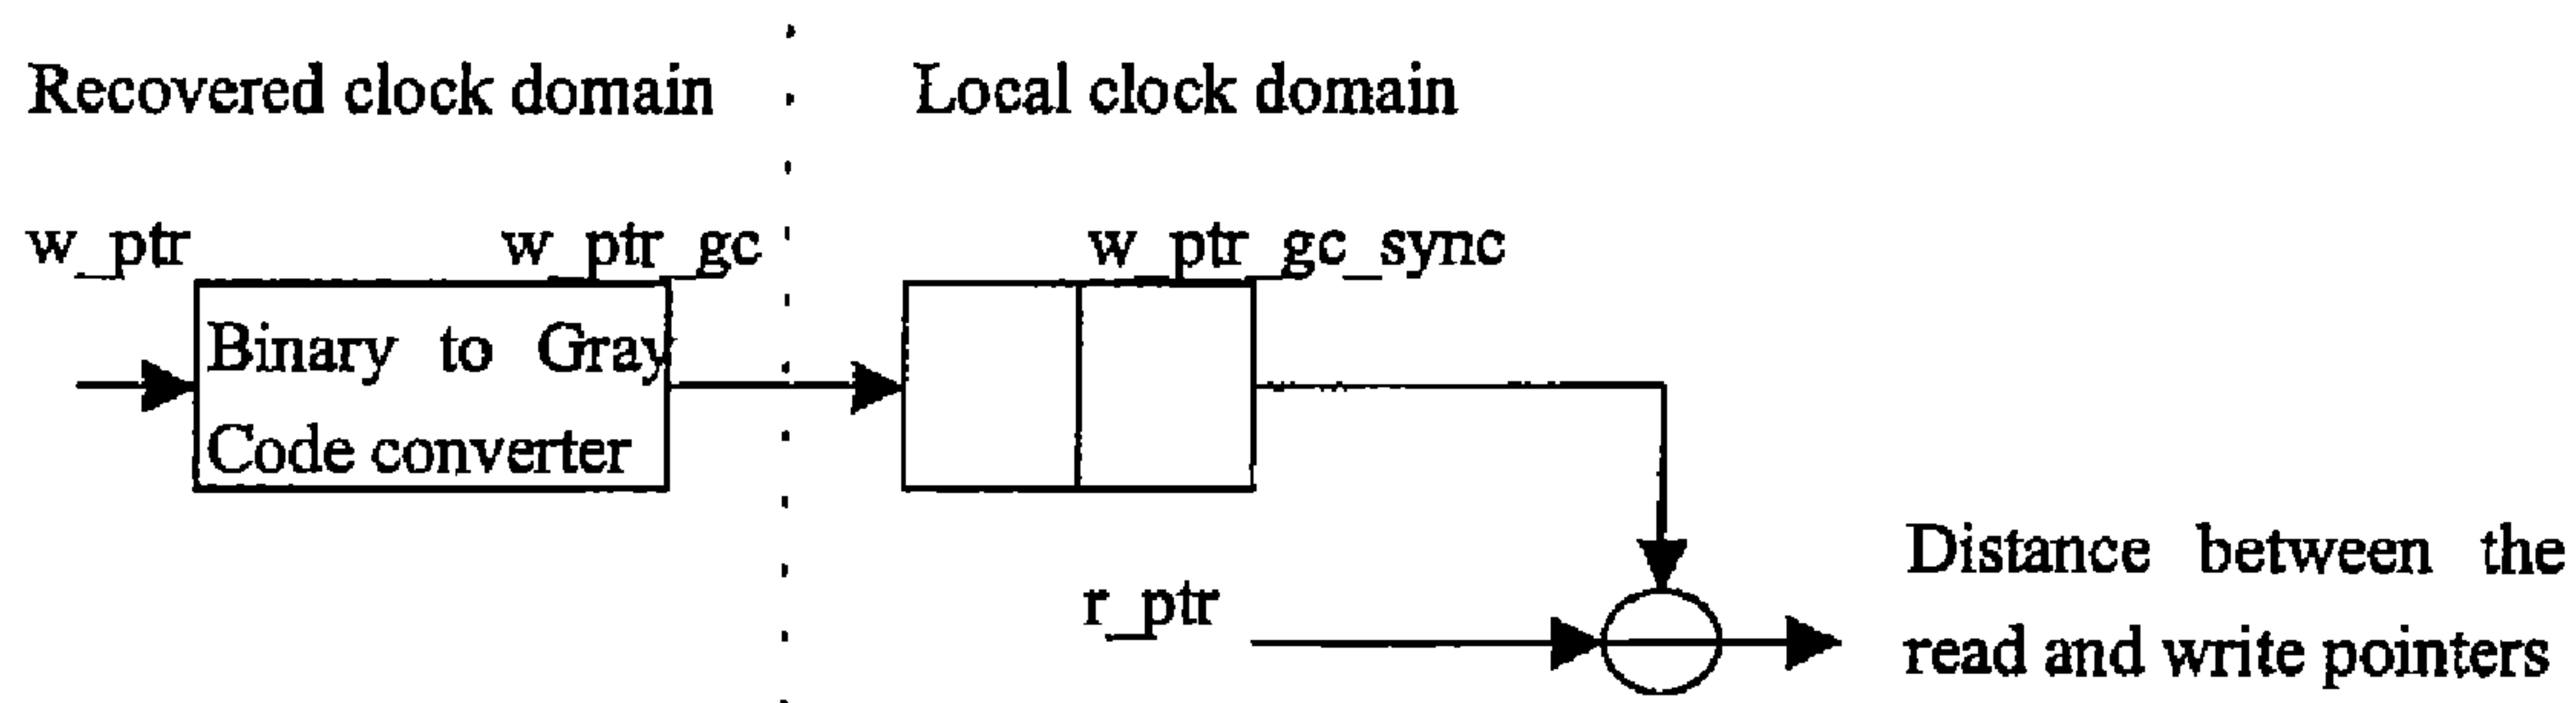 Recovered clock domain
Local clock domain
w_ptr
w_ptr_gc
w_ptr_gc_sync
Binary to Gray
Code converter
r_ptr
Distance between the
read and write pointers